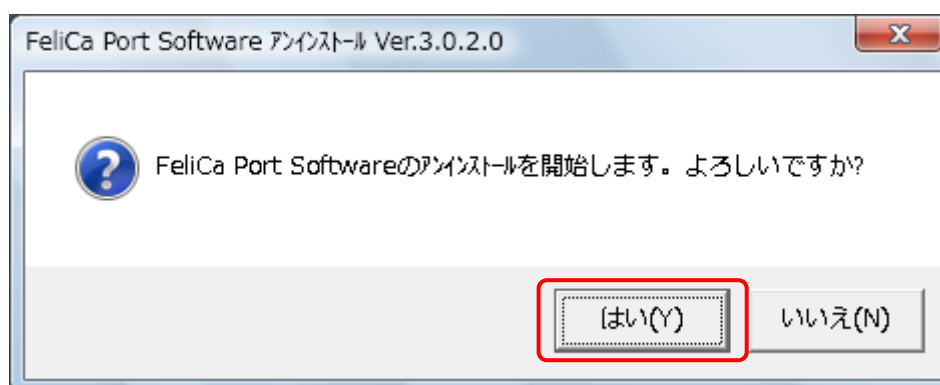 FeliCa Port Software ｱﾝｲﾝｽﾄｰﾙ Ver.3.0.2.0
FeliCa Port Softwareのｱﾝｲﾝｽﾄｰﾙを開始します。よろしいですか?
はい(Y)
いいえ(N)